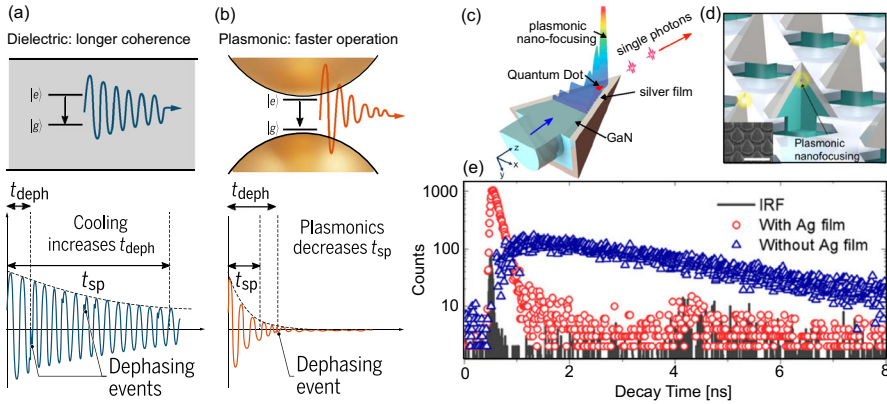 (a)
Dielectric: longer coherence
|e⟩
|g⟩
t_deph
Cooling
increases t_deph
t_sp
Dephasing
events
(b)
Plasmonic: faster operation
|e⟩
|g⟩
t_deph
Plasmonics
decreases t_sp
t_sp
Dephasing
event
(c)
plasmonic
nano-focusing
single photons
Quantum Dot
silver film
GaN
z
x
y
(d)
Plasmonic
nanofocusing
(e)
1000
100
10
Counts
IRF
With Ag film
Without Ag film
0
2
4
6
8
Decay Time [ns]